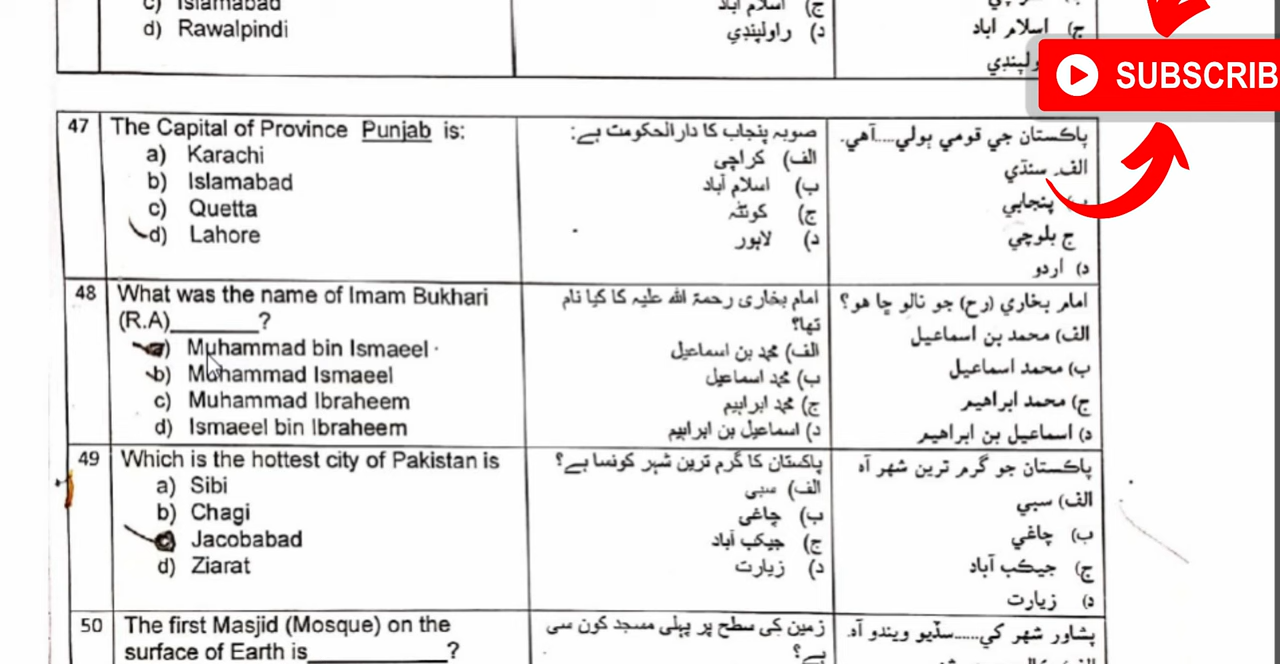 c) Islamabad
d) Rawalpindi
ج) اسلام آباد
د) راولپنڈي
ج) اسلام آباد
SUBSCRIB
47
The Capital of Province Punjab is:
a) Karachi
b) Islamabad
c) Quetta
d) Lahore
صوبہ پنجاب کا دارالحکومت ہے:
الف) کراچی
ب) اسلام آباد
ج) کوئٹہ
د) لاہور
پاڪستان جي قومي ٻولي....آهي.
الف۔ سنڌي
پنجابي
ج بلوچي
د) اردو
48
What was the name of Imam Bukhari
(R.A)________?
a) Muhammad bin Ismaeel
b) Mohammad Ismaeel
c) Muhammad Ibraheem
d) Ismaeel bin Ibraheem
امام بخاری رحمۃ اللہ علیہ کا کیا نام
تھا؟
الف) محمد بن اسماعیل
ب) محمد اسماعیل
ج) محمد ابراہیم
د) اسماعیل بن ابراہیم
امام بخاري (رح) جو نالو ڇا هو؟
الف) محمد بن اسماعيل
ب) محمد اسماعيل
ج) محمد ابراهيم
د) اسماعيل بن ابراهيم
49
Which is the hottest city of Pakistan is
a) Sibi
b) Chagi
Jacobabad
d) Ziarat
پاکستان کا گرم ترین شہر کونسا ہے؟
الف) سبی
ب) چاغی
ج) جیکب آباد
د) زیارت
پاڪستان جو گرم ترين شهر آه
الف) سبي
ب) چاغي
ج) جيڪب آباد
د) زيارت
50
The first Masjid (Mosque) on the
surface of Earth is__________?
زمین کی سطح پر پہلی مسجد کون سی
ہے؟
پشاور شهر کي.....سڏيو ويندو آه.